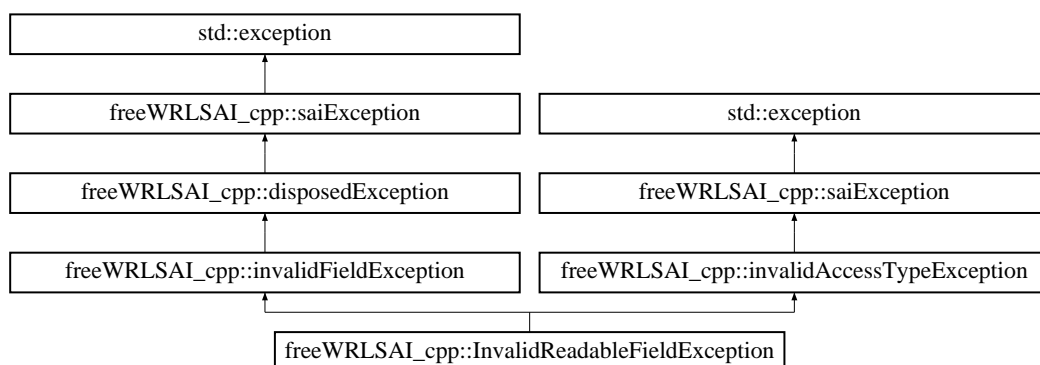 std::exception
freeWRLSAI_cpp::saiException
std::exception
freeWRLSAI_cpp::disposedException
freeWRLSAI_cpp::saiException
freeWRLSAI_cpp::invalidFieldException
freeWRLSAI_cpp::invalidAccessTypeException
freeWRLSAI_cpp::InvalidReadableFieldException